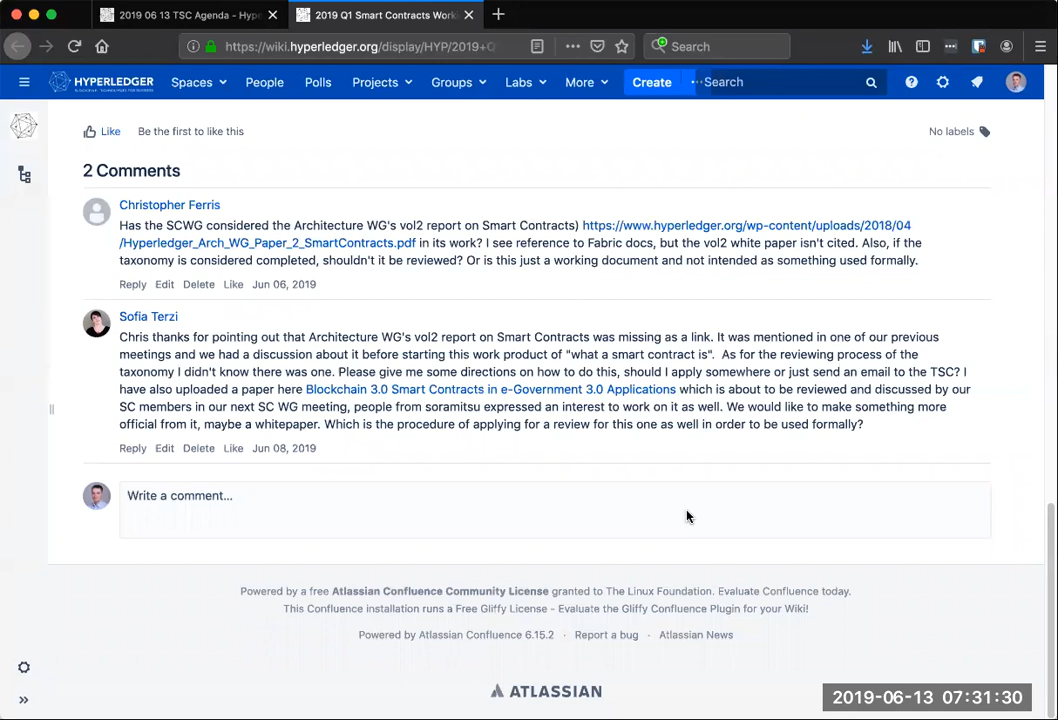 2019 06 13 TSC Agenda - Hype
2019 Q1 Smart Contracts Work
https://wiki.hyperledger.org/display/HYP/2019+Q
Search
HYPERLEDGER
Spaces
People
Polls
Projects
Groups
Labs
More
Create
Search
Like
Be the first to like this
No labels
2 Comments
Christopher Ferris
Has the SCWG considered the Architecture WG's vol2 report on Smart Contracts) https://www.hyperledger.org/wp-content/uploads/2018/04
/Hyperledger_Arch_WG_Paper_2_SmartContracts.pdf in its work? I see reference to Fabric docs, but the vol2 white paper isn't cited. Also, if the
taxonomy is considered completed, shouldn't it be reviewed? Or is this just a working document and not intended as something used formally.
Reply Edit Delete Like Jun 06, 2019
Sofia Terzi
Chris thanks for pointing out that Architecture WG's vol2 report on Smart Contracts was missing as a link. It was mentioned in one of our previous
meetings and we had a discussion about it before starting this work product of "what a smart contract is". As for the reviewing process of the
taxonomy I didn't know there was one. Please give me some directions on how to do this, should I apply somewhere or just send an email to the TSC? I
have also uploaded a paper here Blockchain 3.0 Smart Contracts in e-Government 3.0 Applications which is about to be reviewed and discussed by our
SC members in our next SC WG meeting, people from soramitsu expressed an interest to work on it as well. We would like to make something more
official from it, maybe a whitepaper. Which is the procedure of applying for a review for this one as well in order to be used formally?
Reply Edit Delete Like Jun 08, 2019
Write a comment...
Powered by a free Atlassian Confluence Community License granted to The Linux Foundation. Evaluate Confluence today.
This Confluence installation runs a Free Gliffy License - Evaluate the Gliffy Confluence Plugin for your Wiki!
Powered by Atlassian Confluence 6.15.2 · Report a bug · Atlassian News
ATLASSIAN
2019-06-13 07:31:30